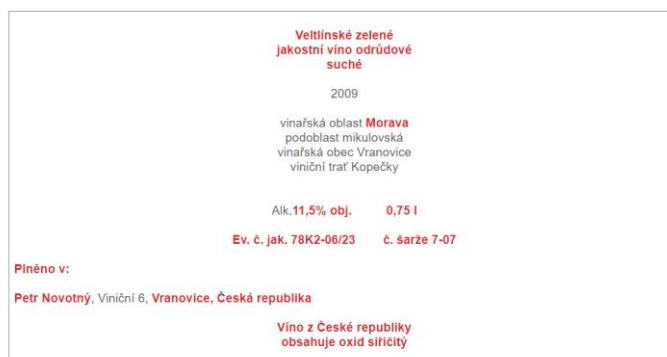 Veltlínské zelené
jakostní víno odrůdové
suché
2009
vinařská oblast Morava
podoblast mikulovská
vinařská obec Vranovice
viniční trať Kopečky
Alk.11,5% obj. 0,75 l
Ev. č. jak. 78K2-06/23 č. šarže 7-07
Plněno v:
Petr Novotný, Viniční 6, Vranovice, Česká republika
Víno z České republiky
obsahuje oxid siřičitý